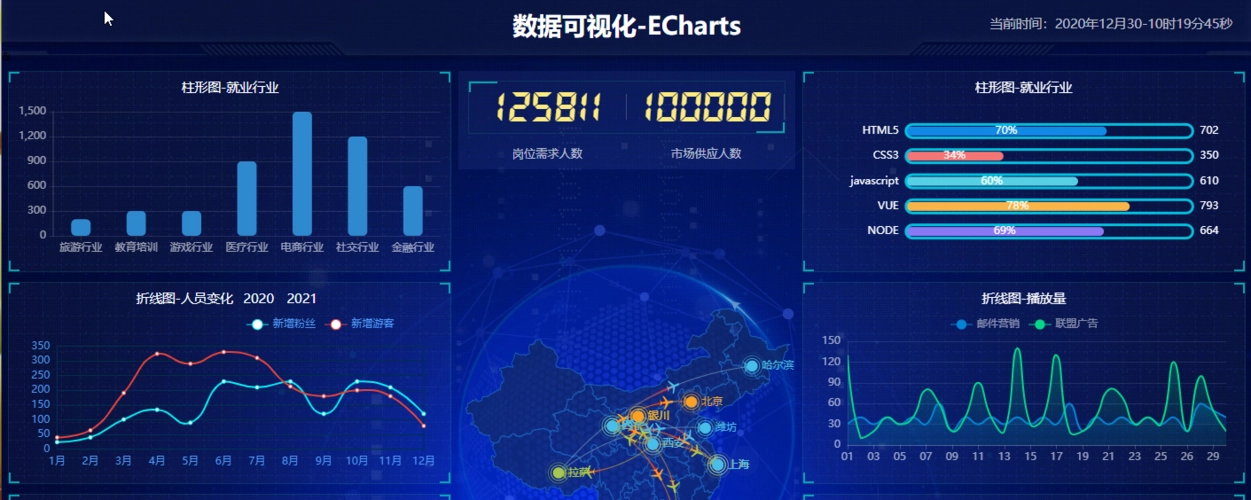 数据可视化-ECharts
当前时间：2020年12月30-10时19分45秒
柱形图-就业行业
1,500
1,200
900
600
300
0
旅游行业 教育培训 游戏行业 医疗行业 电商行业 社交行业 金融行业
折线图-人员变化 2020 2021
新增粉丝 新增游客
350
300
250
200
150
100
50
0
1月 2月 3月 4月 5月 6月 7月 8月 9月 10月 11月 12月
125811 100000
岗位需求人数 市场供应人数
哈尔滨
北京
银川
潍坊
西安
上海
拉萨
柱形图-就业行业
HTML5 70% 702
CSS3 34% 350
javascript 60% 610
VUE 78% 793
NODE 69% 664
折线图-播放量
邮件营销 联盟广告
150
120
90
60
30
0
01 03 05 07 09 11 13 15 17 19 21 23 25 27 29